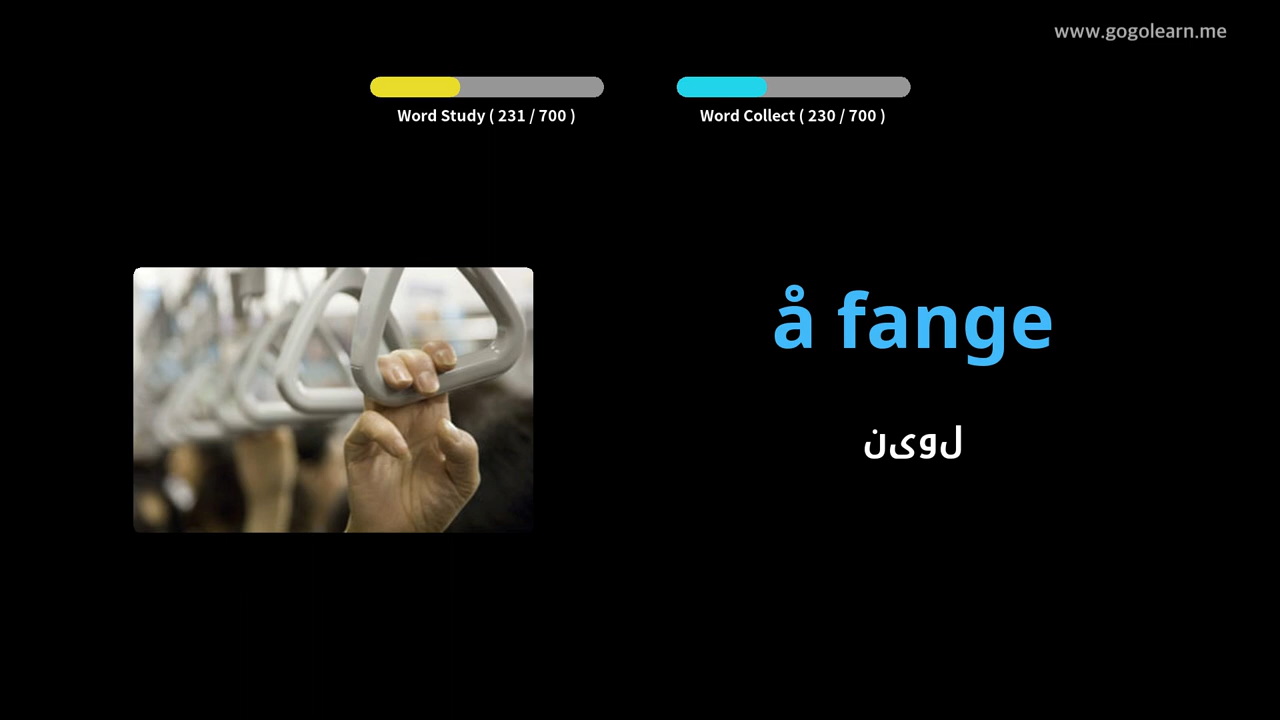 www.gogolearn.me
Word Study ( 231 / 700 )
Word Collect ( 230 / 700 )
å fange
لوین